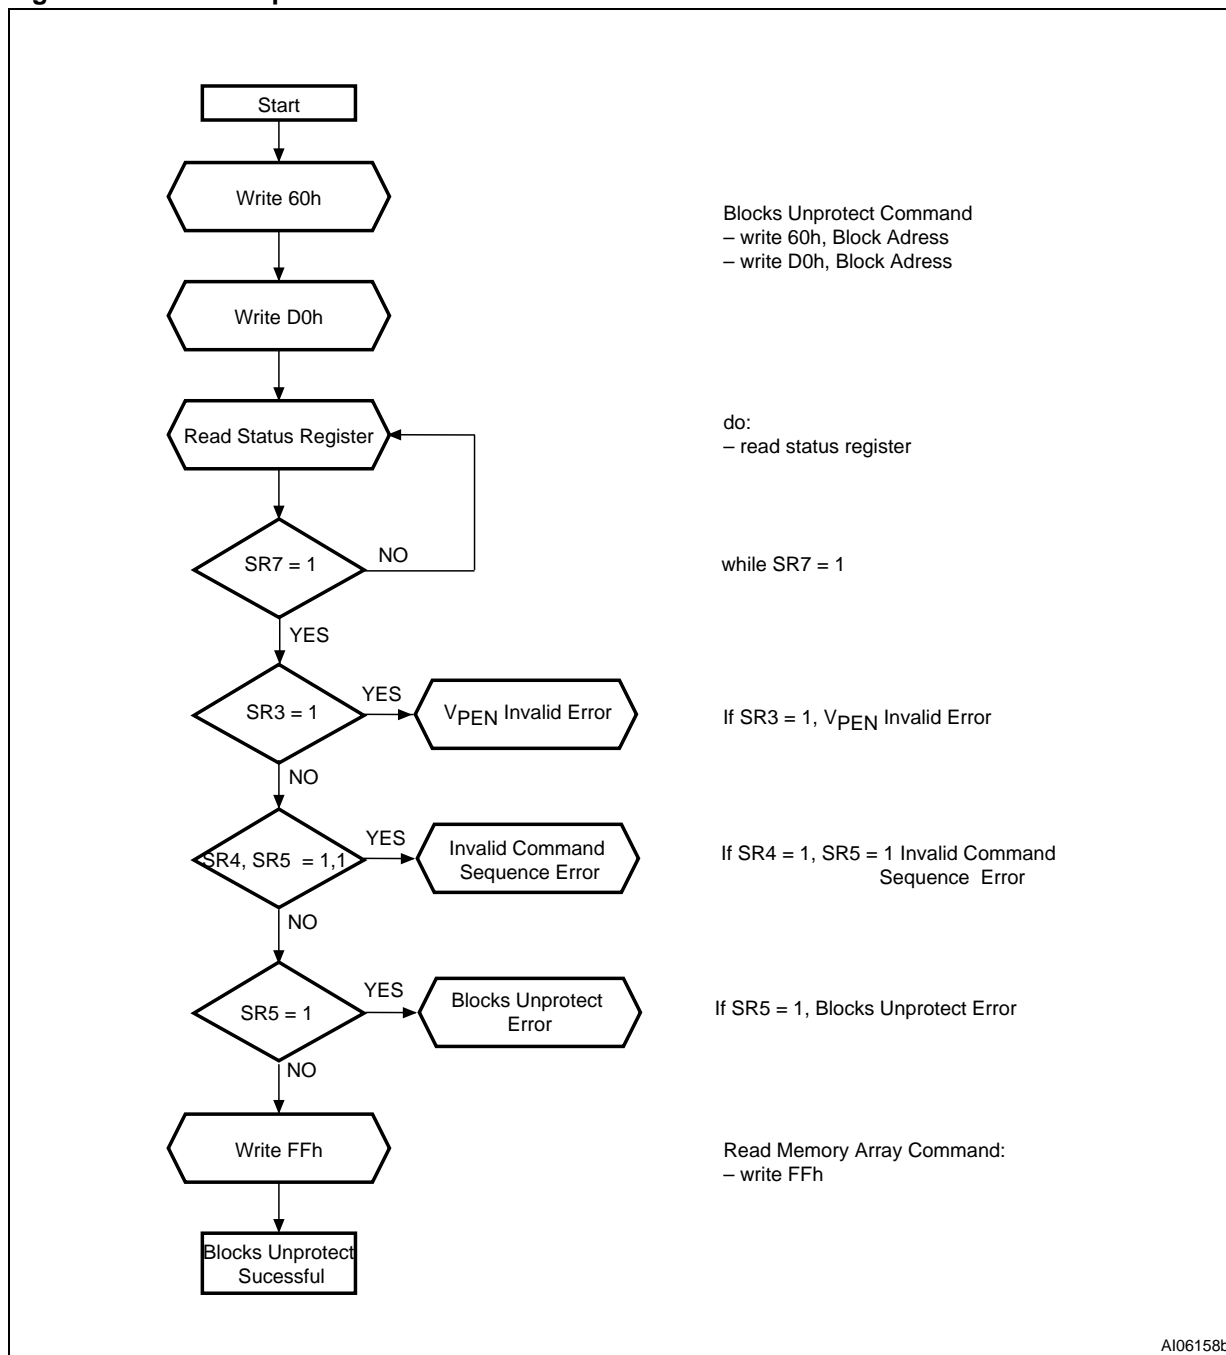 Start
Write 60h
Blocks Unprotect Command
– write 60h, Block Adress
– write D0h, Block Adress
Write D0h
Read Status Register
do:
– read status register
SR7 = 1
NO
while SR7 = 1
YES
SR3 = 1
YES
VPEN Invalid Error
If SR3 = 1, VPEN Invalid Error
NO
SR4, SR5 = 1,1
YES
Invalid Command
Sequence Error
If SR4 = 1, SR5 = 1 Invalid Command
Sequence Error
NO
SR5 = 1
YES
Blocks Unprotect
Error
If SR5 = 1, Blocks Unprotect Error
NO
Write FFh
Read Memory Array Command:
– write FFh
Blocks Unprotect
Sucessful
AI06158b